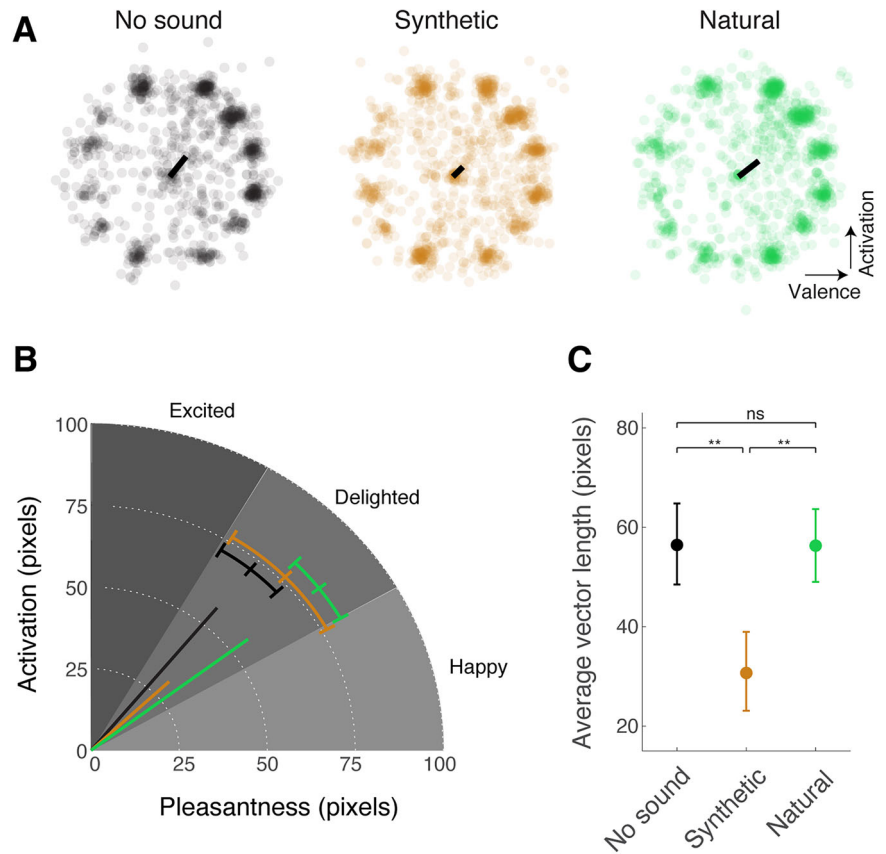 A
No sound
Synthetic
Natural
Activation
Valence
B
C
Excited
100
Delighted
75
50
Happy
25
0
Activation (pixels)
0
25
50
75
100
Pleasantness (pixels)
ns
**
**
80
60
40
20
Average vector length (pixels)
No sound
Synthetic
Natural